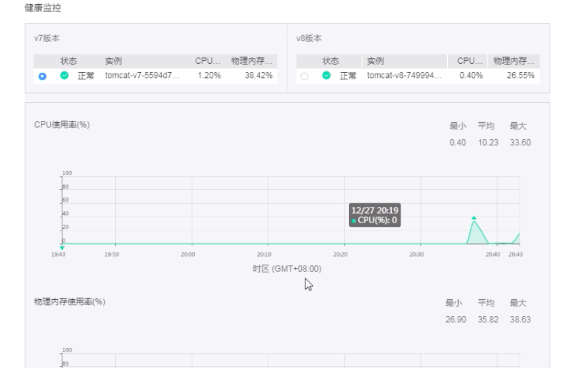 健康监控
v7版本
v8版本
状态 实例 CPU... 物理内存...
正常 tomcat-v7-5594d7... 1.20% 38.42%
状态 实例 CPU... 物理内存...
正常 tomcat-v8-749994... 0.40% 26.55%
CPU使用率(%)
最小 平均 最大
0.40 10.23 33.60
100
80
60
40
20
0
12/27 20:19
CPU(%): 0
19:43 19:50 20:00 20:10 20:20 20:30 20:40 20:43
时区 (GMT+08:00)
物理内存使用率(%)
最小 平均 最大
26.90 35.82 38.63
100
80